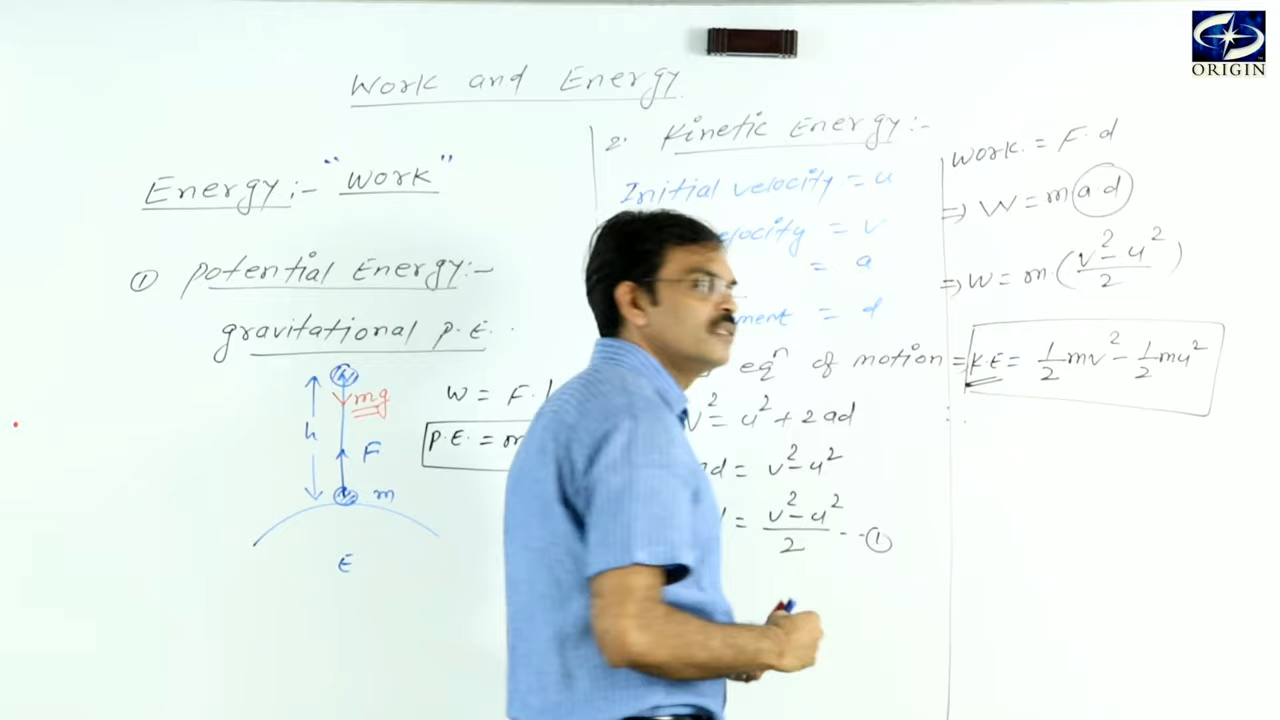 ORIGIN
Work and Energy
Energy:- "Work"
① Potential Energy:-
gravitational P.E.
mg
h
F
m
E
W = F.
P.E. =
2. Kinetic Energy:-
Initial velocity = u
= v
= a
= d
eqⁿ of motion
v² = u² + 2ad
= v² - u²
= v² - u² / 2 --①
Work = F.d
=> W = m a d
=> W = m (v² - u² / 2)
= K.E = 1/2 mv² - 1/2 mu²